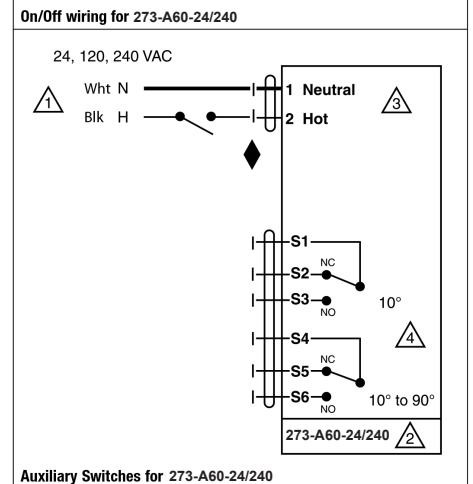 On/Off wiring for 273-A60-24/240
24, 120, 240 VAC
1
Wht N
1 Neutral
3
Blk H
2 Hot
S1
NC
S2
S3
NO
10°
S4
4
NC
S5
S6
NO
10° to 90°
273-A60-24/240
2
Auxiliary Switches for 273-A60-24/240